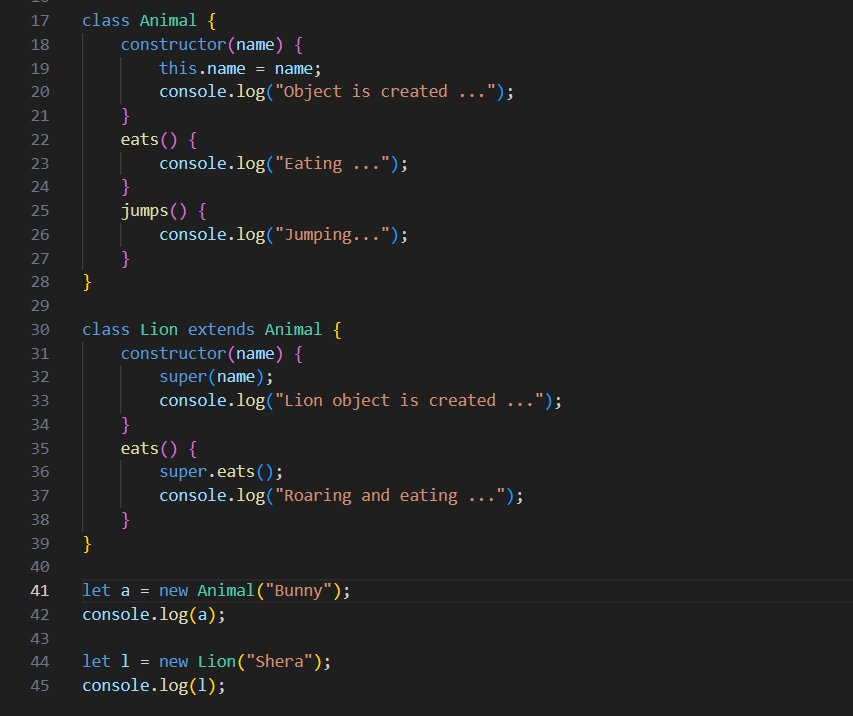 17 class Animal {
18     constructor(name) {
19         this.name = name;
20         console.log("Object is created ...");
21     }
22     eats() {
23         console.log("Eating ...");
24     }
25     jumps() {
26         console.log("Jumping...");
27     }
28 }
29
30 class Lion extends Animal {
31     constructor(name) {
32         super(name);
33         console.log("Lion object is created ...");
34     }
35     eats() {
36         super.eats();
37         console.log("Roaring and eating ...");
38     }
39 }
40
41 let a = new Animal("Bunny");
42 console.log(a);
43
44 let l = new Lion("Shera");
45 console.log(l);